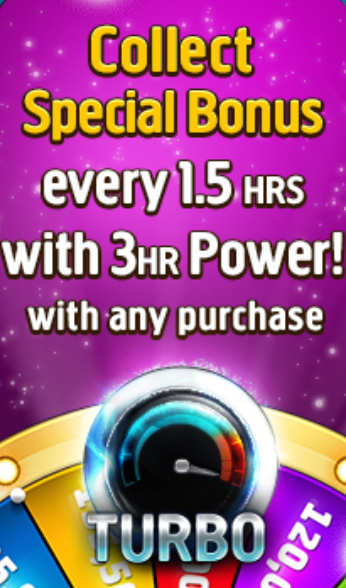 Collect
Special Bonus
every 1.5 HRS
with 3HR Power!
with any purchase
TURBO